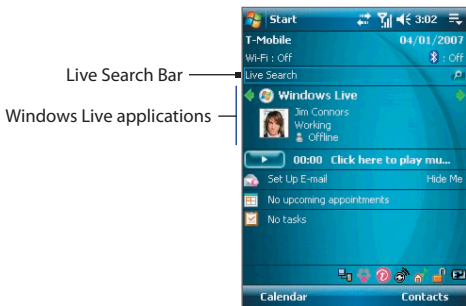 Start 3:02
T-Mobile 04/01/2007
Wi-Fi : Off : Off
Live Search Bar
Live Search
Windows Live applications
Windows Live
Jim Connors
Working
Offline
00:00 Click here to play mu...
Set Up E-mail Hide Me
No upcoming appointments
No tasks
Calendar Contacts